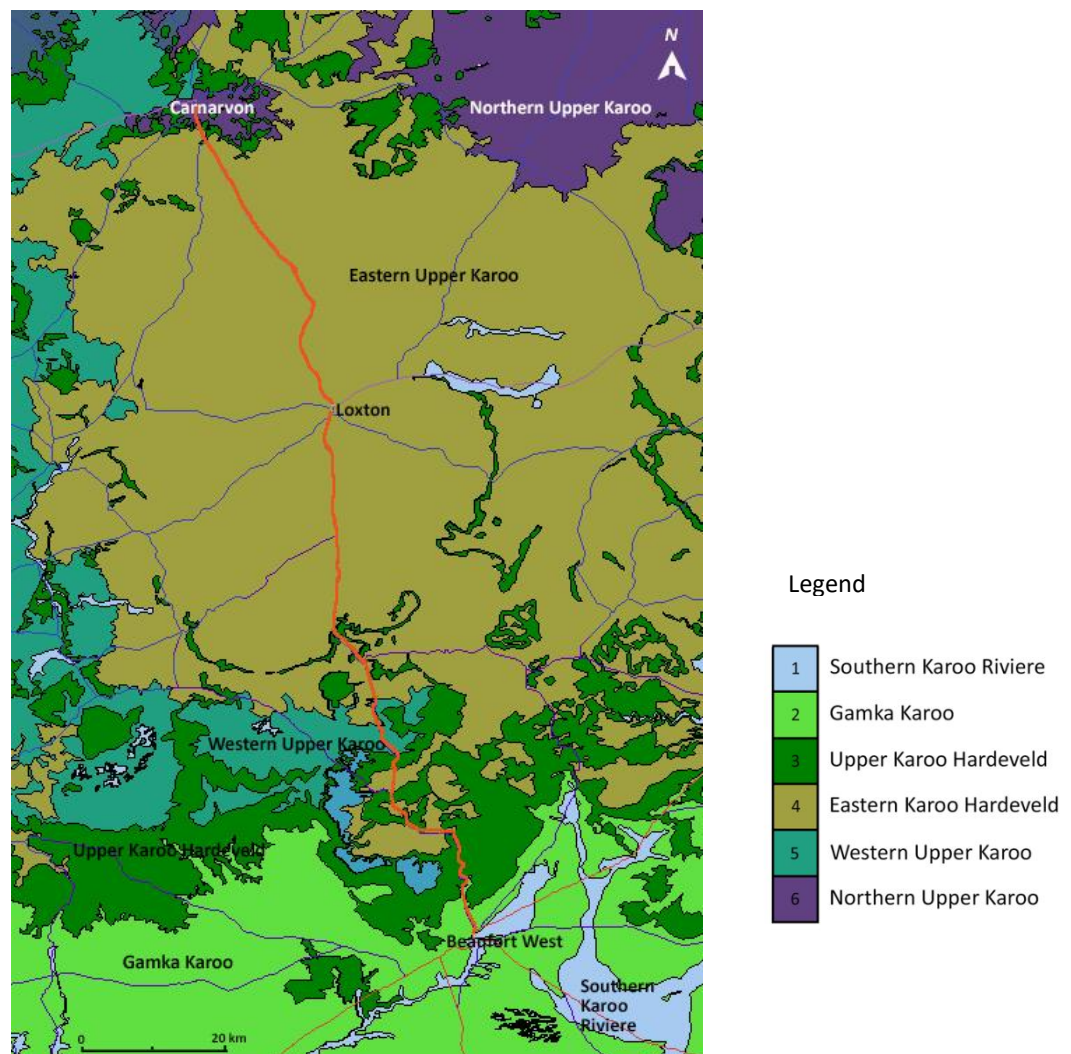 N
Carnarvon
Northern Upper Karoo
Eastern Upper Karoo
Loxton
Western Upper Karoo
Upper Karoo Hardeveld
Beaufort West
Gamka Karoo
Southern
Karoo
Riviere
0 20 km
Legend
1 Southern Karoo Riviere
2 Gamka Karoo
3 Upper Karoo Hardeveld
4 Eastern Karoo Hardeveld
5 Western Upper Karoo
6 Northern Upper Karoo